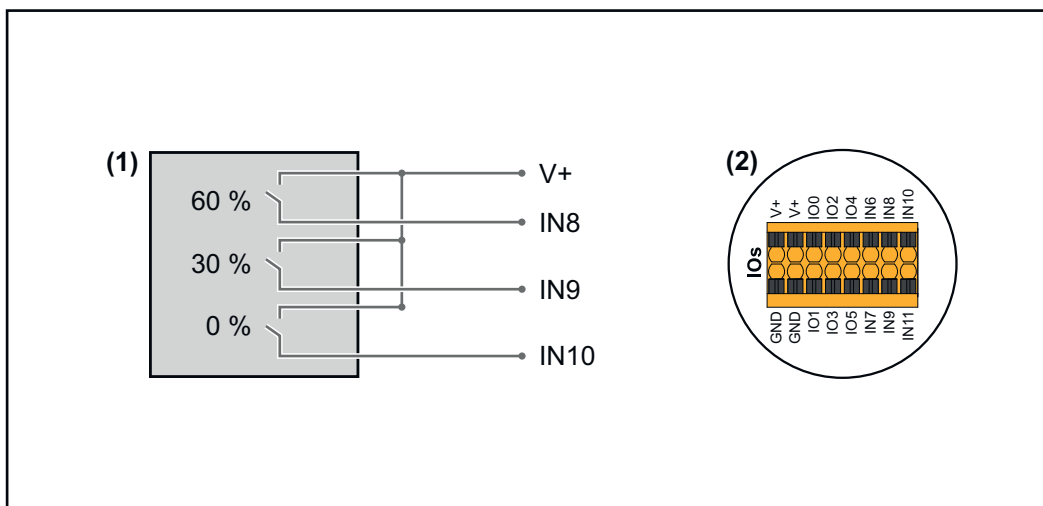 (1)
60 %
30 %
0 %
V+
IN8
IN9
IN10
(2)
V+
V+
IO0
IO2
IO4
IN6
IN8
IN10
IOs
GND
GND
IO1
IO3
IO5
IN7
IN9
IN11